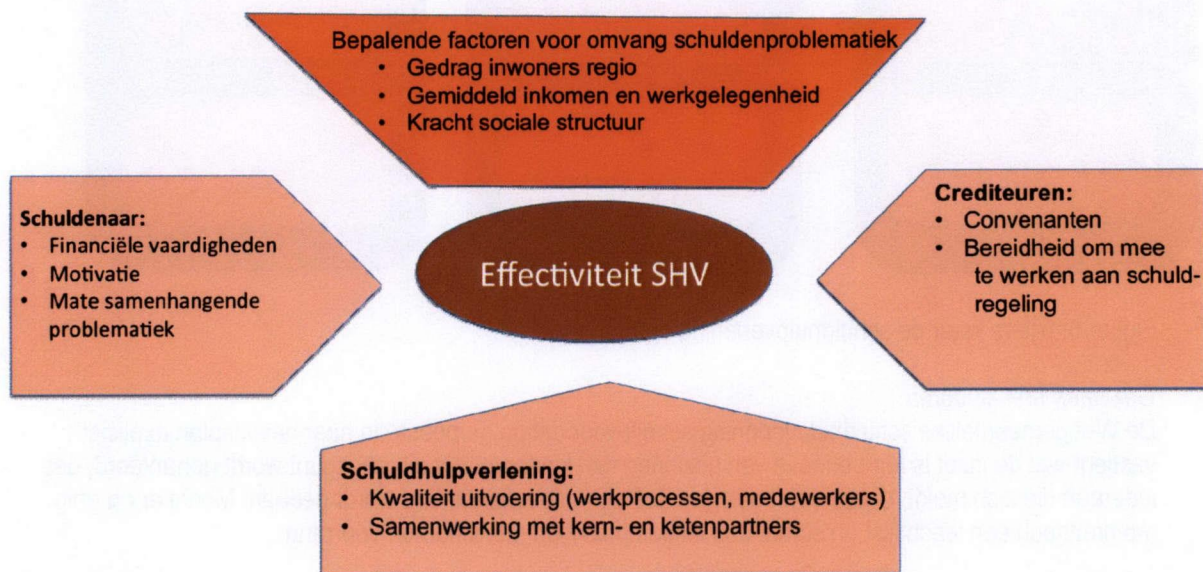 Bepalende factoren voor omvang schuldenproblematiek
• Gedrag inwoners regio
• Gemiddeld inkomen en werkgelegenheid
• Kracht sociale structuur
Schuldenaar:
• Financiële vaardigheden
• Motivatie
• Mate samenhangende
problematiek
Effectiviteit SHV
Crediteuren:
• Convenanten
• Bereidheid om mee
te werken aan schuld-
regeling
Schuldhulpverlening:
• Kwaliteit uitvoering (werkprocessen, medewerkers)
• Samenwerking met kern- en ketenpartners